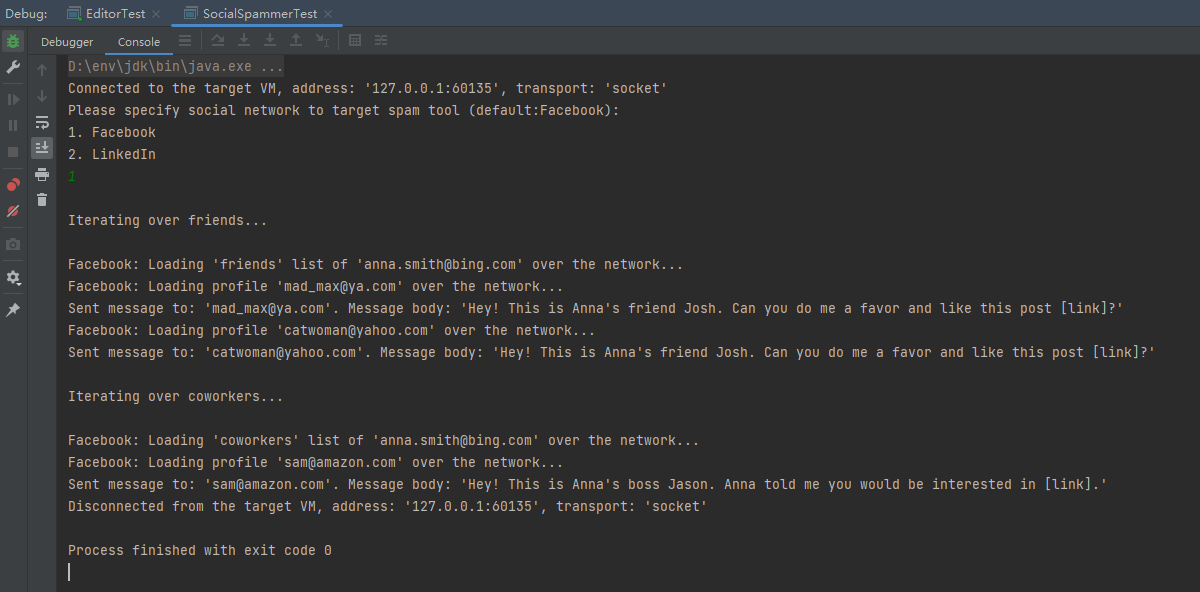 Debug: EditorTest SocialSpammerTest
Debugger Console
D:\env\jdk\bin\java.exe ...
Connected to the target VM, address: '127.0.0.1:60135', transport: 'socket'
Please specify social network to target spam tool (default:Facebook):
1. Facebook
2. LinkedIn
1
Iterating over friends...
Facebook: Loading 'friends' list of 'anna.smith@bing.com' over the network...
Facebook: Loading profile 'mad_max@ya.com' over the network...
Sent message to: 'mad_max@ya.com'. Message body: 'Hey! This is Anna's friend Josh. Can you do me a favor and like this post [link]?'
Facebook: Loading profile 'catwoman@yahoo.com' over the network...
Sent message to: 'catwoman@yahoo.com'. Message body: 'Hey! This is Anna's friend Josh. Can you do me a favor and like this post [link]?'
Iterating over coworkers...
Facebook: Loading 'coworkers' list of 'anna.smith@bing.com' over the network...
Facebook: Loading profile 'sam@amazon.com' over the network...
Sent message to: 'sam@amazon.com'. Message body: 'Hey! This is Anna's boss Jason. Anna told me you would be interested in [link].'
Disconnected from the target VM, address: '127.0.0.1:60135', transport: 'socket'
Process finished with exit code 0